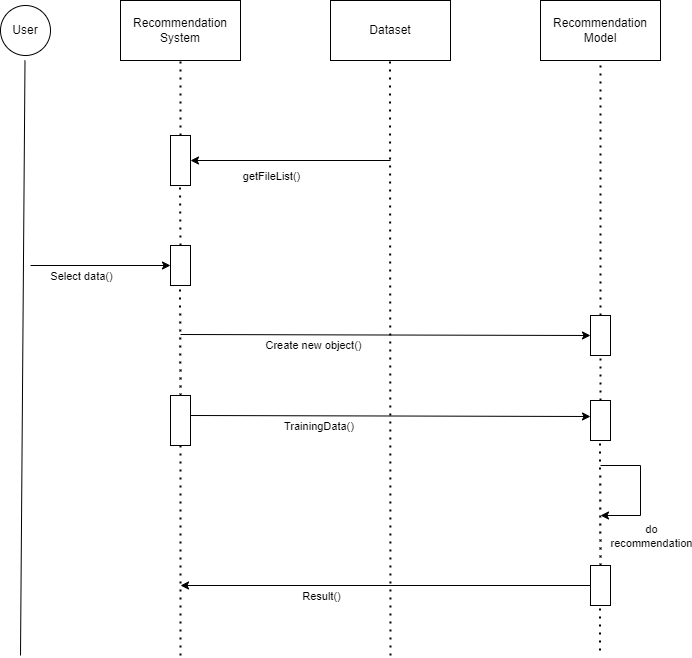 User
Recommendation
System
Dataset
Recommendation
Model
getFileList()
Select data()
Create new object()
TrainingData()
do
recommendation
Result()